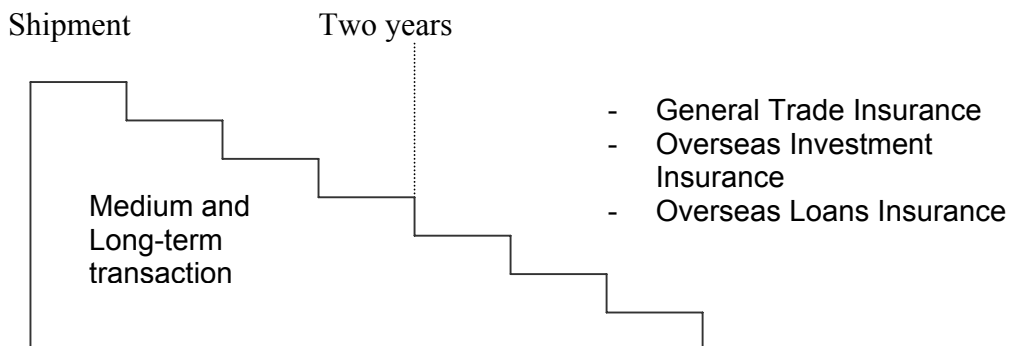 Shipment Two years
- General Trade Insurance
- Overseas Investment
Insurance
- Overseas Loans Insurance
Medium and
Long-term
transaction